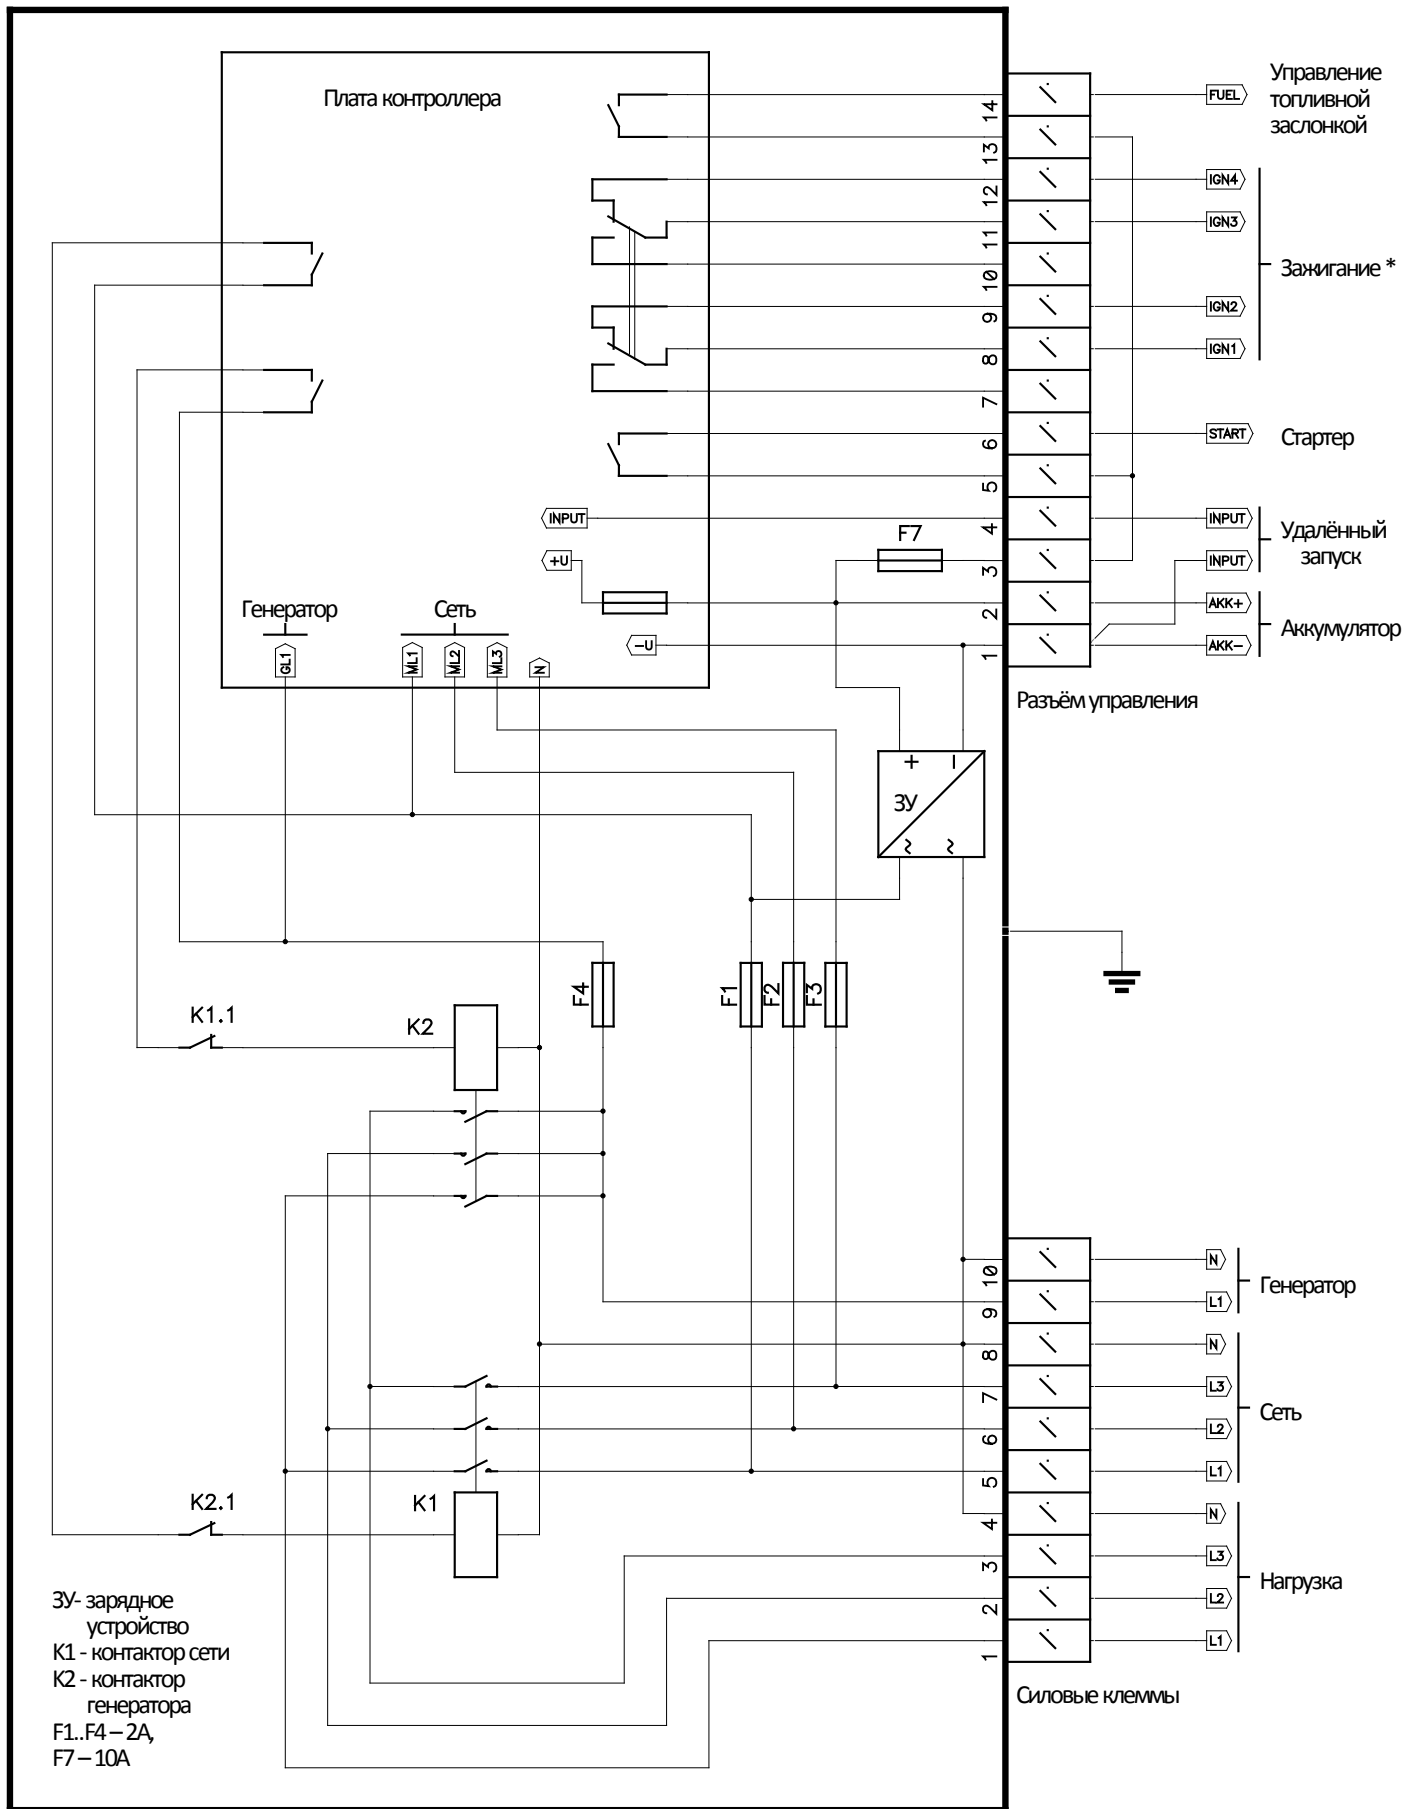 Плата контроллера
14
FUEL
Управление
топливной
заслонкой
13
12
IGN4
11
IGN3
10
Зажигание *
9
IGN2
8
IGN1
7
6
START
Стартер
5
INPUT
4
INPUT
Удалённый
запуск
+U
F7
3
INPUT
2
AKK+
Аккумулятор
-U
1
AKK-
Генератор
Сеть
GL1
ML1
ML2
ML3
N
Разъём управления
+
–
ЗУ
~
~
F4
F1
F2
F3
K1.1
K2
10
N
Генератор
9
L1
8
N
7
L3
Сеть
6
L2
5
L1
K2.1
K1
4
N
3
L3
Нагрузка
2
L2
1
L1
Силовые клеммы
ЗУ- зарядное
устройство
К1 - контактор сети
К2 - контактор
генератора
F1..F4 – 2А,
F7 – 10А